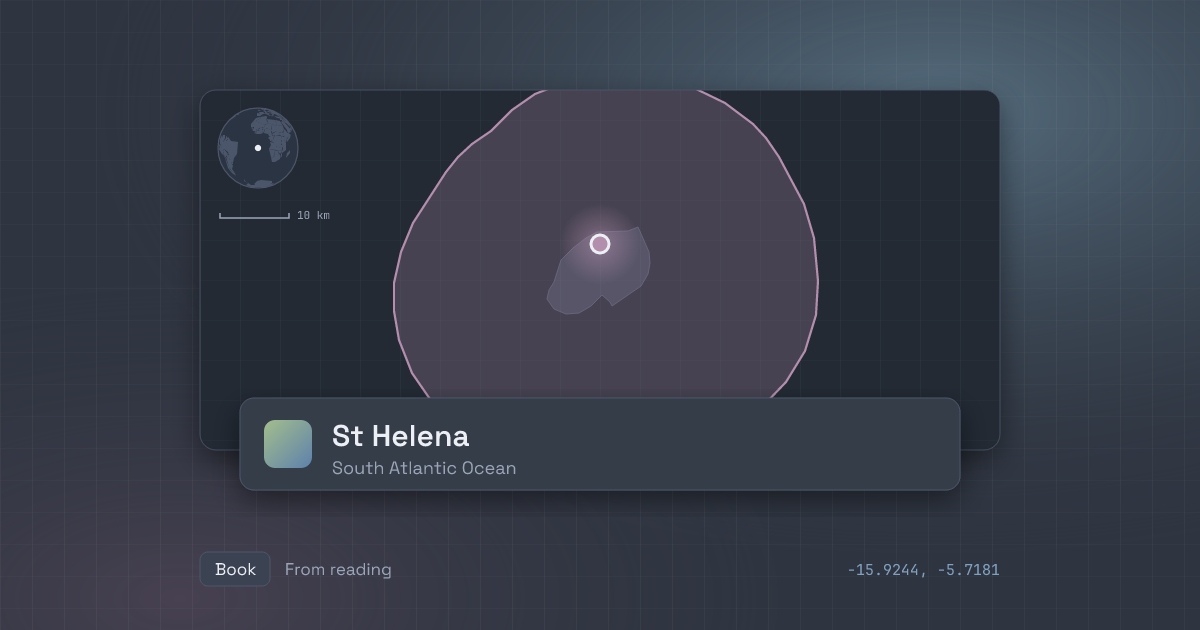 10 km
St Helena
South Atlantic Ocean
Book
From reading
-15.9244, -5.7181